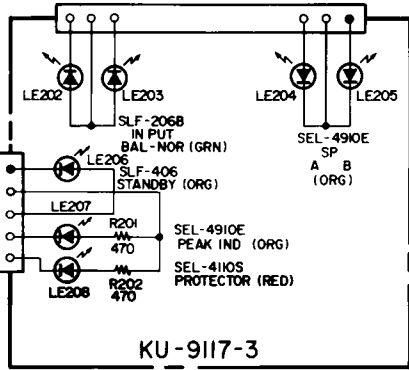 LE202
LE203
LE204
LE205
SLF-206B
IN PUT
BAL-NOR (GRN)
SEL-4910E
SP
A B
(ORG)
LE206
SLF-406
STANDBY (ORG)
LE207
R201
470
SEL-4910E
PEAK IND (ORG)
LE208
R202
470
SEL-4110S
PROTECTOR (RED)
KU-9117-3